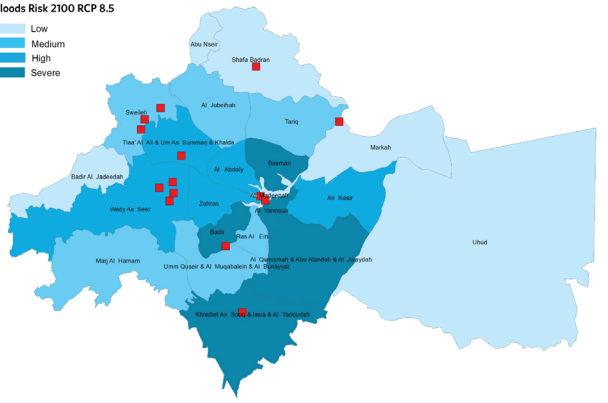 loods Risk 2100 RCP 8.5
Low
Medium
High
Severe
Abu Nseir
Shafa Badran
Al Jubeihah
Sweileh
Tariq
Tlaa' Al Ali & Um As Summaq & Khalda
Markah
Basman
Al Abdaly
Badir Al Jadeedah
An Nasir
Zahran
Wady As Seer
Al Yarmouk
Badir
Ras Al Ein
Uhud
Al Qweismah & Abu Alandah & Al Jwaydah
Marj Al Hamam
Umm Quseir & Al Muqabalein & Al Bunayyat
Khreibet As Souq &Jawa & Al Yadoudah